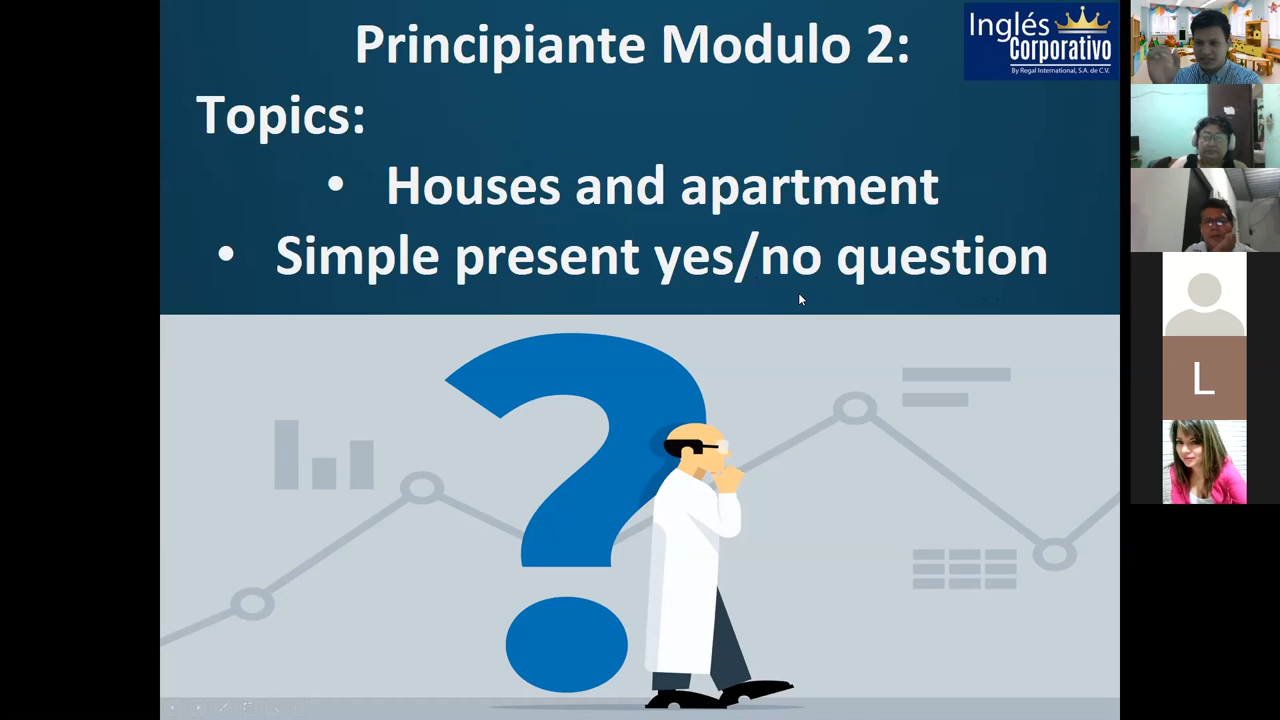 Principiante Modulo 2:
Inglés
Corporativo
By Regal International, S.A. de C.V.
Topics:
• Houses and apartment
• Simple present yes/no question
L